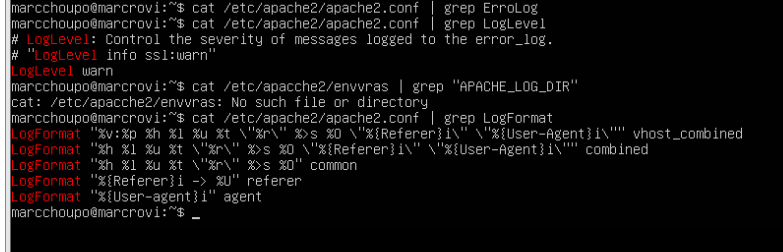 marcchoupo@marcrovi:~$ cat /etc/apache2/apache2.conf | grep ErroLog
marcchoupo@marcrovi:~$ cat /etc/apache2/apache2.conf | grep LogLevel
# LogLevel: Control the severity of messages logged to the error_log.
# "LogLevel info ssl:warn"
LogLevel warn
marcchoupo@marcrovi:~$ cat /etc/apacche2/envvras | grep "APACHE_LOG_DIR"
cat: /etc/apacche2/envvras: No such file or directory
marcchoupo@marcrovi:~$ cat /etc/apache2/apache2.conf | grep LogFormat
LogFormat "%v:%p %h %l %u %t \"%r\" %>s %O \"%{Referer}i\" \"%{User-Agent}i\"" vhost_combined
LogFormat "%h %l %u %t \"%r\" %>s %O \"%{Referer}i\" \"%{User-Agent}i\"" combined
LogFormat "%h %l %u %t \"%r\" %>s %O" common
LogFormat "%{Referer}i -> %U" referer
LogFormat "%{User-agent}i" agent
marcchoupo@marcrovi:~$ _